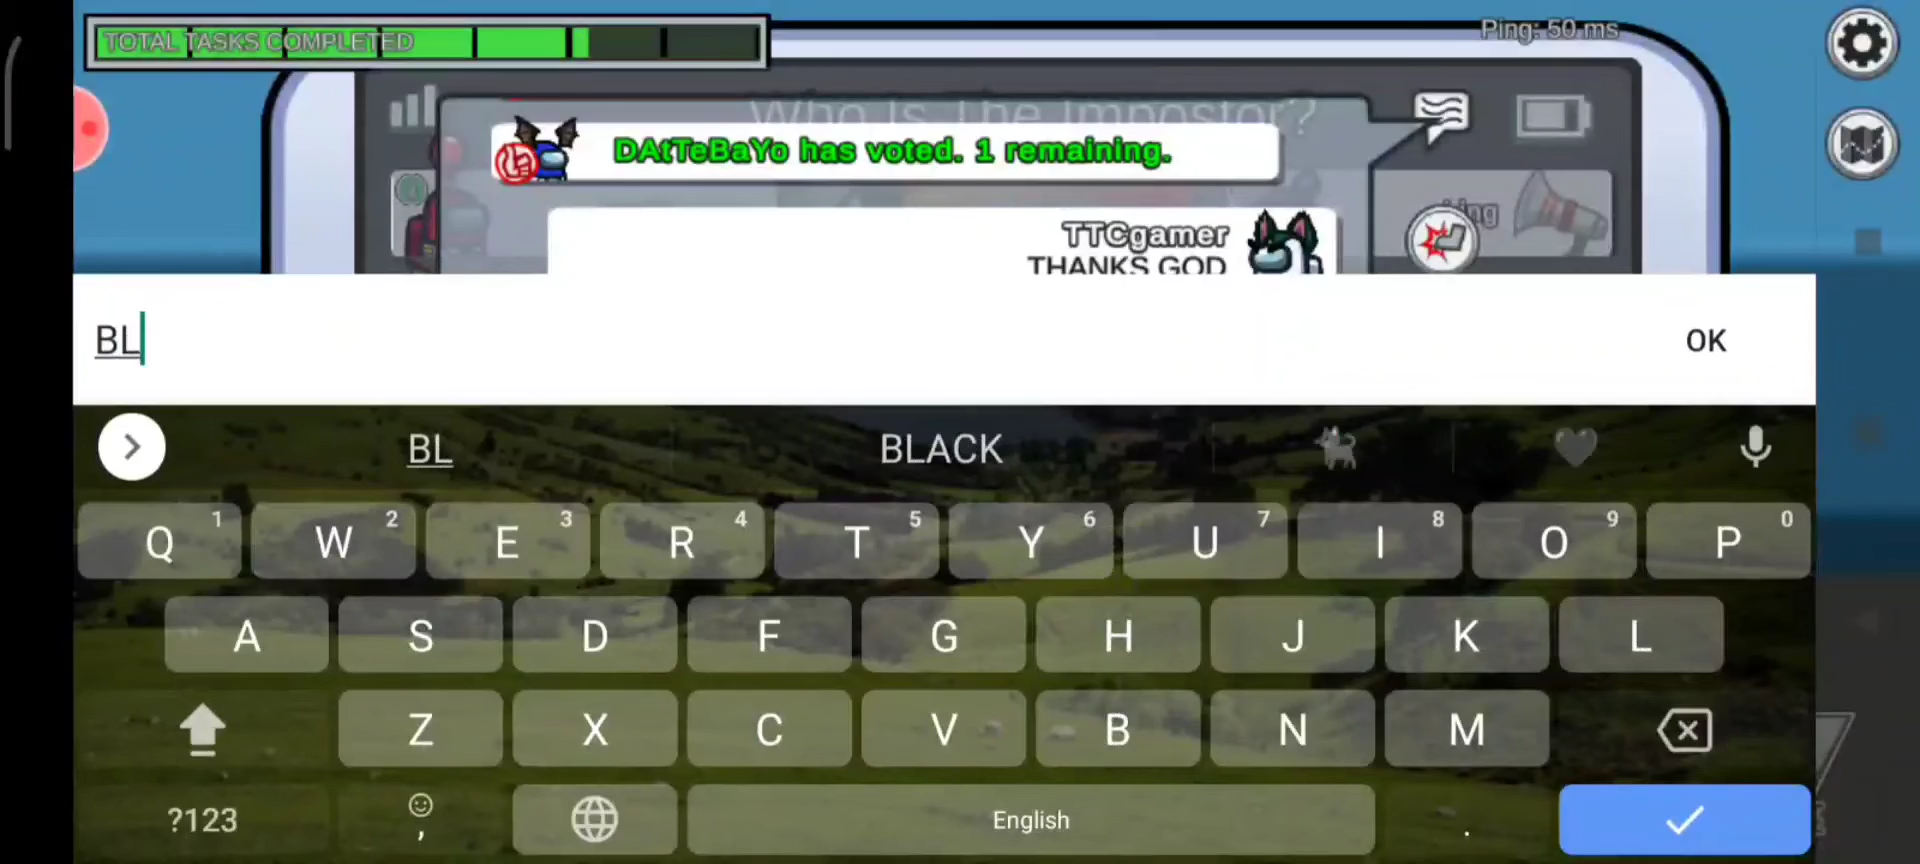 TOTAL TASKS COMPLETED
Ping: 50 ms
Who Is The Impostor?
DAtTeBaYo has voted. 1 remaining.
TTCgamer
THANKS GOD
BL
OK
BL BLACK
Q 1 W 2 E 3 R 4 T 5 Y 6 U 7 I 8 O 9 P 0
A S D F G H J K L
Z X C V B N M
?123 , English .